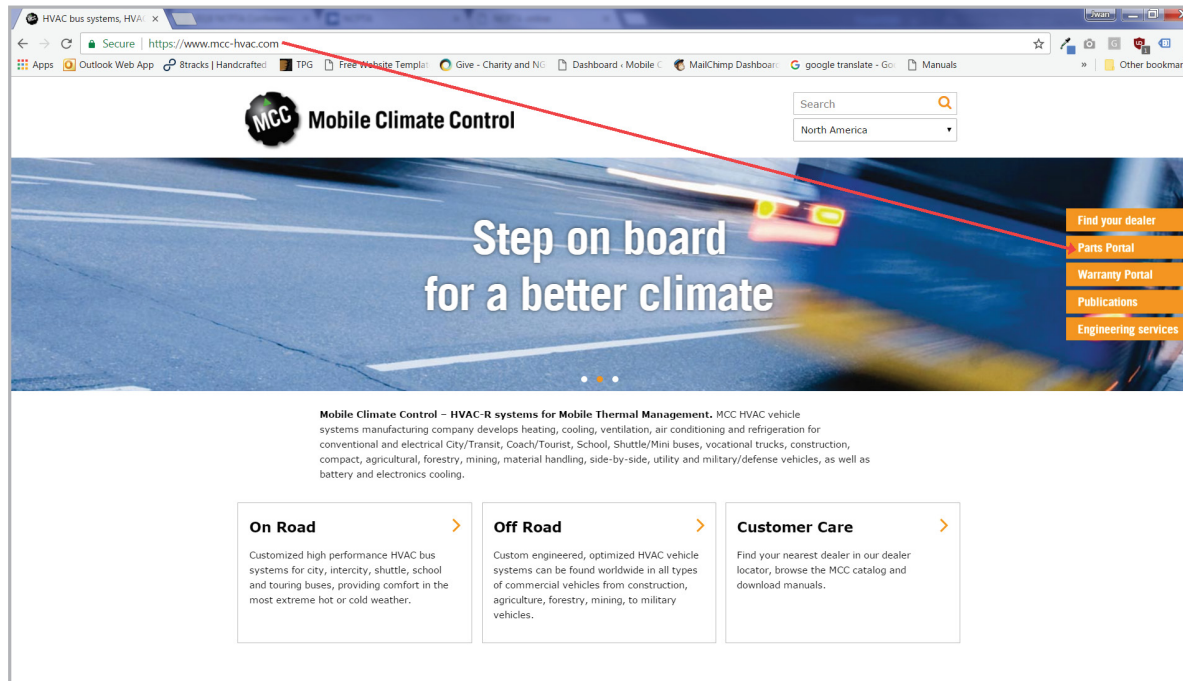 HVAC bus systems, HVA
Jwan
Secure | https://www.mcc-hvac.com
Apps Outlook Web App 8tracks | Handcrafted TPG Free Website Templat Give - Charity and NG Dashboard ‹ Mobile C MailChimp Dashboard google translate - Go Manuals » Other bookmar
MCC Mobile Climate Control
Search
North America
Step on board
for a better climate
Find your dealer
Parts Portal
Warranty Portal
Publications
Engineering services
Mobile Climate Control – HVAC-R systems for Mobile Thermal Management. MCC HVAC vehicle
systems manufacturing company develops heating, cooling, ventilation, air conditioning and refrigeration for
conventional and electrical City/Transit, Coach/Tourist, School, Shuttle/Mini buses, vocational trucks, construction,
compact, agricultural, forestry, mining, material handling, side-by-side, utility and military/defense vehicles, as well as
battery and electronics cooling.
On Road
Customized high performance HVAC bus
systems for city, intercity, shuttle, school
and touring buses, providing comfort in the
most extreme hot or cold weather.
Off Road
Custom engineered, optimized HVAC vehicle
systems can be found worldwide in all types
of commercial vehicles from construction,
agriculture, forestry, mining, to military
vehicles.
Customer Care
Find your nearest dealer in our dealer
locator, browse the MCC catalog and
download manuals.